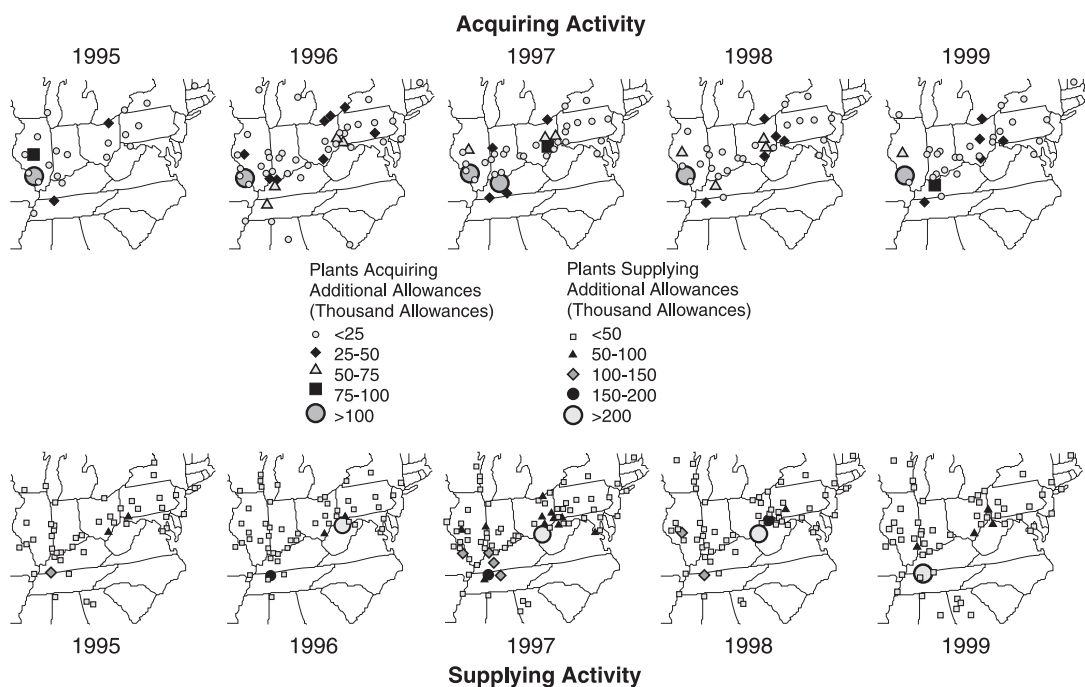 Acquiring Activity
1995 1996 1997 1998 1999
Plants Acquiring
Additional Allowances
(Thousand Allowances)
<25
25-50
50-75
75-100
>100
Plants Supplying
Additional Allowances
(Thousand Allowances)
<50
50-100
100-150
150-200
>200
1995 1996 1997 1998 1999
Supplying Activity